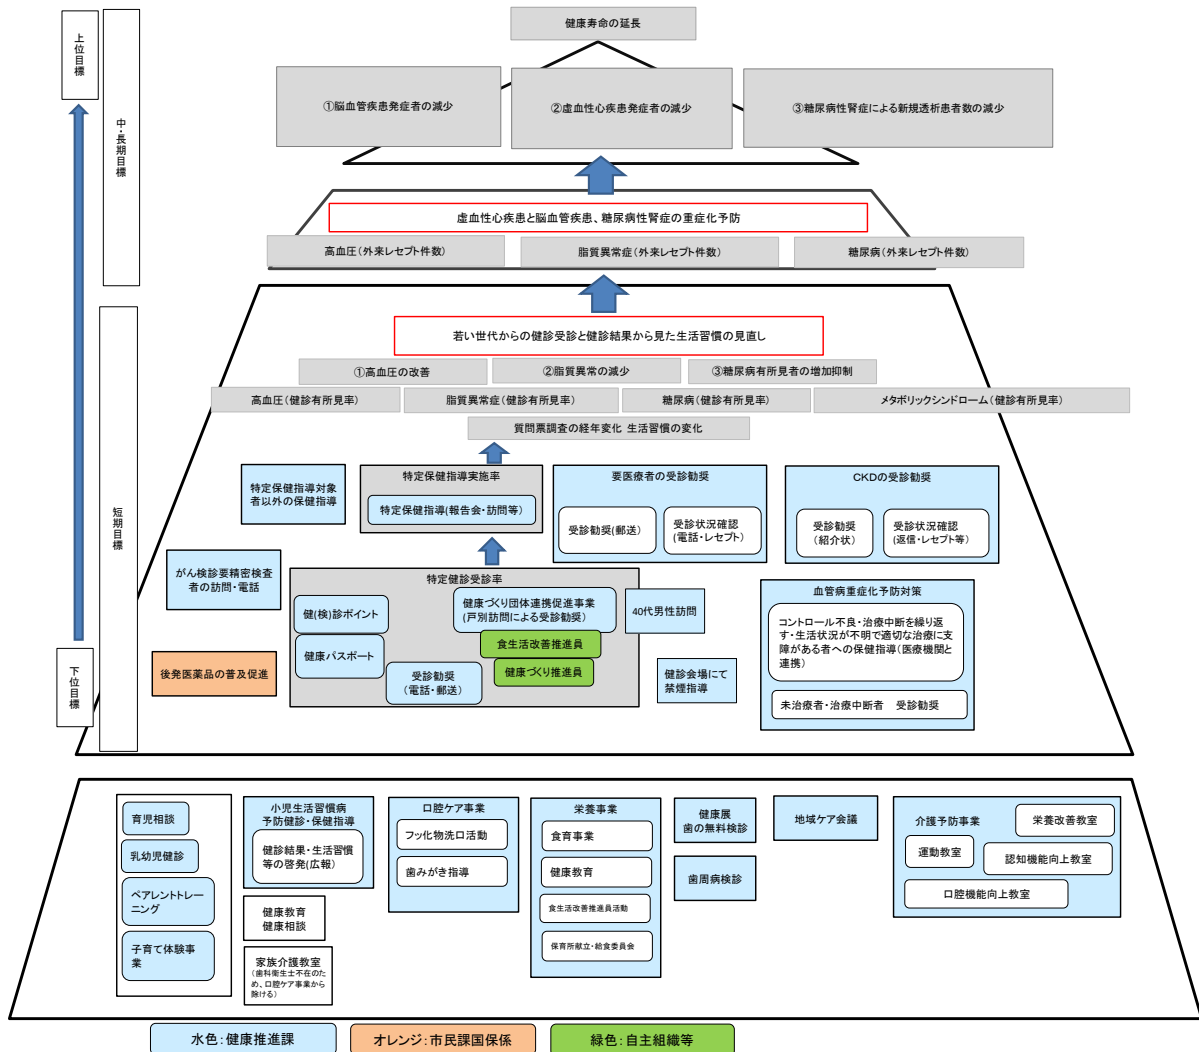 上位目標
中・長期目標
短期目標
下位目標
健康寿命の延長
①脳血管疾患発症者の減少
②虚血性心疾患発症者の減少
③糖尿病性腎症による新規透析患者数の減少
虚血性心疾患と脳血管疾患、糖尿病性腎症の重症化予防
高血圧(外来レセプト件数)
脂質異常症(外来レセプト件数)
糖尿病(外来レセプト件数)
若い世代からの健診受診と健診結果から見た生活習慣の見直し
①高血圧の改善
②脂質異常の減少
③糖尿病有所見者の増加抑制
高血圧(健診有所見率)
脂質異常症(健診有所見率)
糖尿病(健診有所見率)
メタボリックシンドローム(健診有所見率)
質問票調査の経年変化 生活習慣の変化
特定保健指導対象
者以外の保健指導
特定保健指導実施率
特定保健指導(報告会・訪問等)
要医療者の受診勧奨
受診勧奨(郵送)
受診状況確認
(電話・レセプト)
CKDの受診勧奨
受診勧奨
(紹介状)
受診状況確認
(返信・レセプト等)
がん検診要精密検査
者の訪問・電話
後発医薬品の普及促進
特定健診受診率
健(検)診ポイント
健康パスポート
受診勧奨
(電話・郵送)
健康づくり団体連携促進事業
(戸別訪問による受診勧奨)
食生活改善推進員
健康づくり推進員
40代男性訪問
健診会場にて
禁煙指導
血管病重症化予防対策
コントロール不良・治療中断を繰り
返す・生活状況が不明で適切な治療に支
障がある者への保健指導(医療機関と
連携)
未治療者・治療中断者 受診勧奨
育児相談
乳幼児健診
ペアレントトレー
ニング
子育て体験事
業
小児生活習慣病
予防健診・保健指導
健診結果・生活習慣
等の啓発(広報)
健康教育
健康相談
家族介護教室
(歯科衛生士不在のた
め、口腔ケア事業から
除ける)
口腔ケア事業
フッ化物洗口活動
歯みがき指導
栄養事業
食育事業
健康教育
食生活改善推進員活動
保育所献立・給食委員会
健康展
歯の無料検診
歯周病検診
地域ケア会議
介護予防事業
栄養改善教室
運動教室
認知機能向上教室
口腔機能向上教室
水色:健康推進課
オレンジ:市民課国保係
緑色:自主組織等